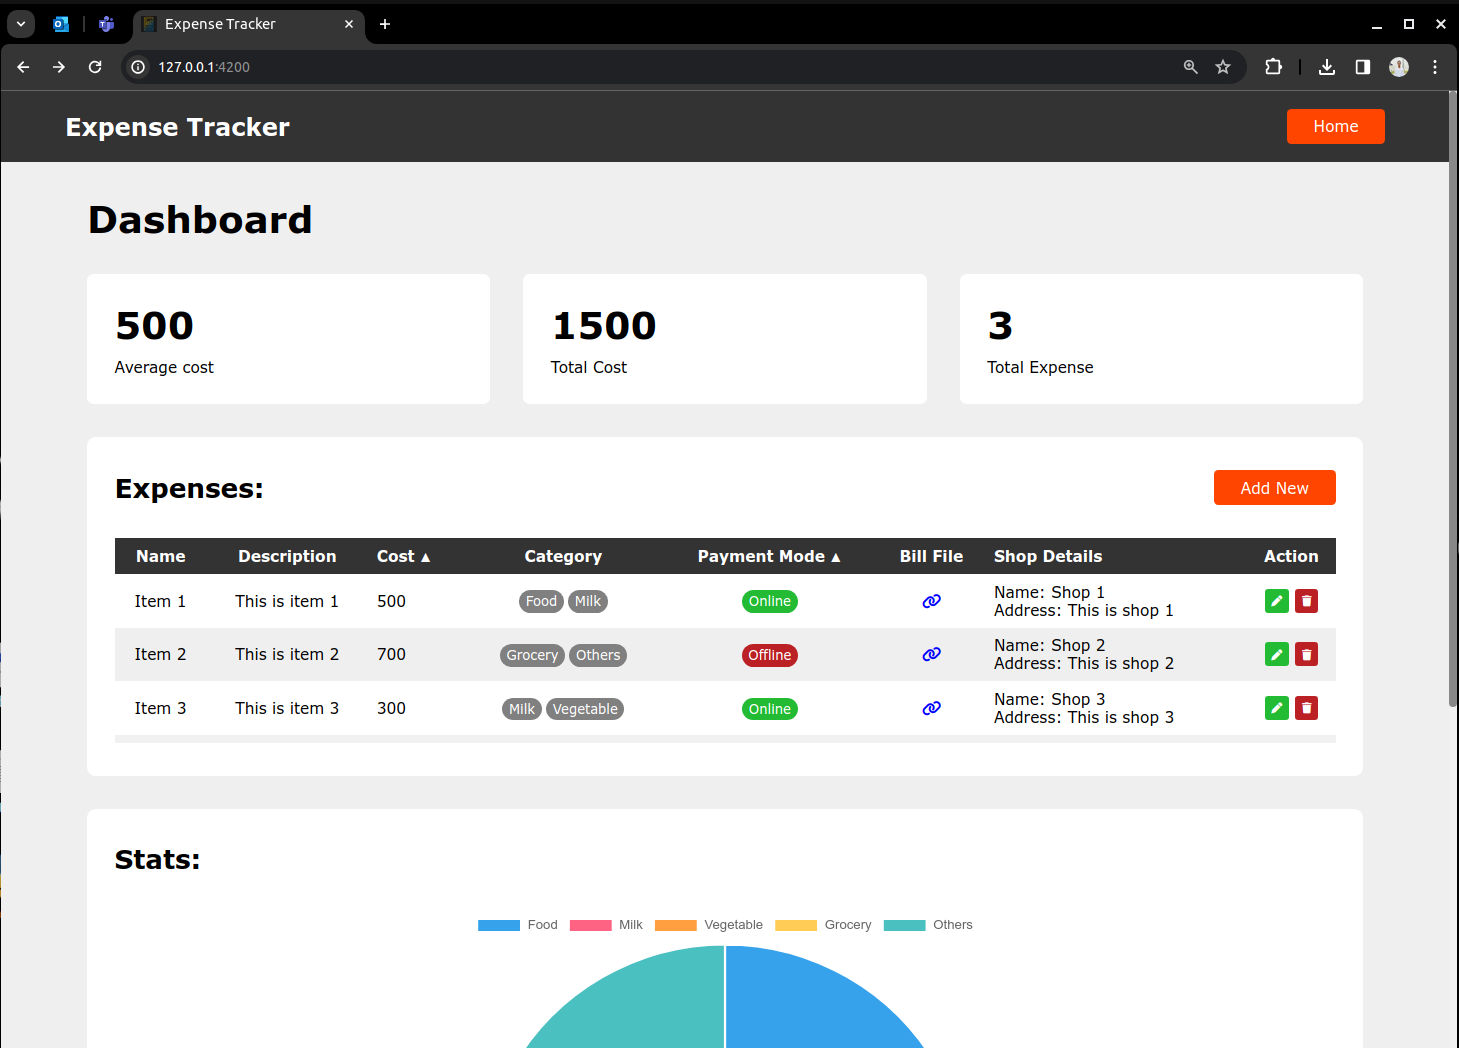 Expense Tracker
127.0.0.1:4200
Expense Tracker
Home
Dashboard
500
Average cost
1500
Total Cost
3
Total Expense
Expenses:
Add New
Name Description Cost ▲ Category Payment Mode ▲ Bill File Shop Details Action
Item 1 This is item 1 500 Food Milk Online Name: Shop 1
Address: This is shop 1
Item 2 This is item 2 700 Grocery Others Offline Name: Shop 2
Address: This is shop 2
Item 3 This is item 3 300 Milk Vegetable Online Name: Shop 3
Address: This is shop 3
Stats:
Food Milk Vegetable Grocery Others